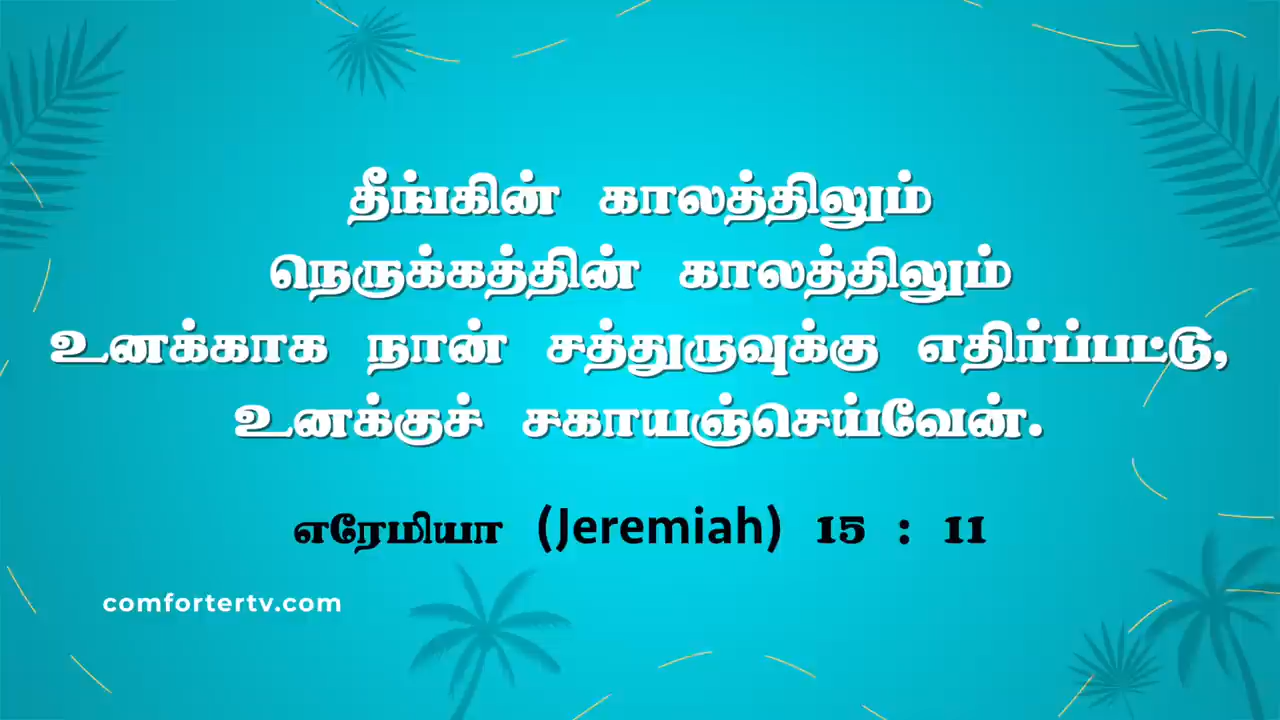 தீங்கின் காலத்திலும்
நெருக்கத்தின் காலத்திலும்
உனக்காக நான் சத்துருவுக்கு எதிர்ப்பட்டு,
உனக்குச் சகாயஞ்செய்வேன்.
எரேமியா (Jeremiah) 15 : 11
comfortertv.com